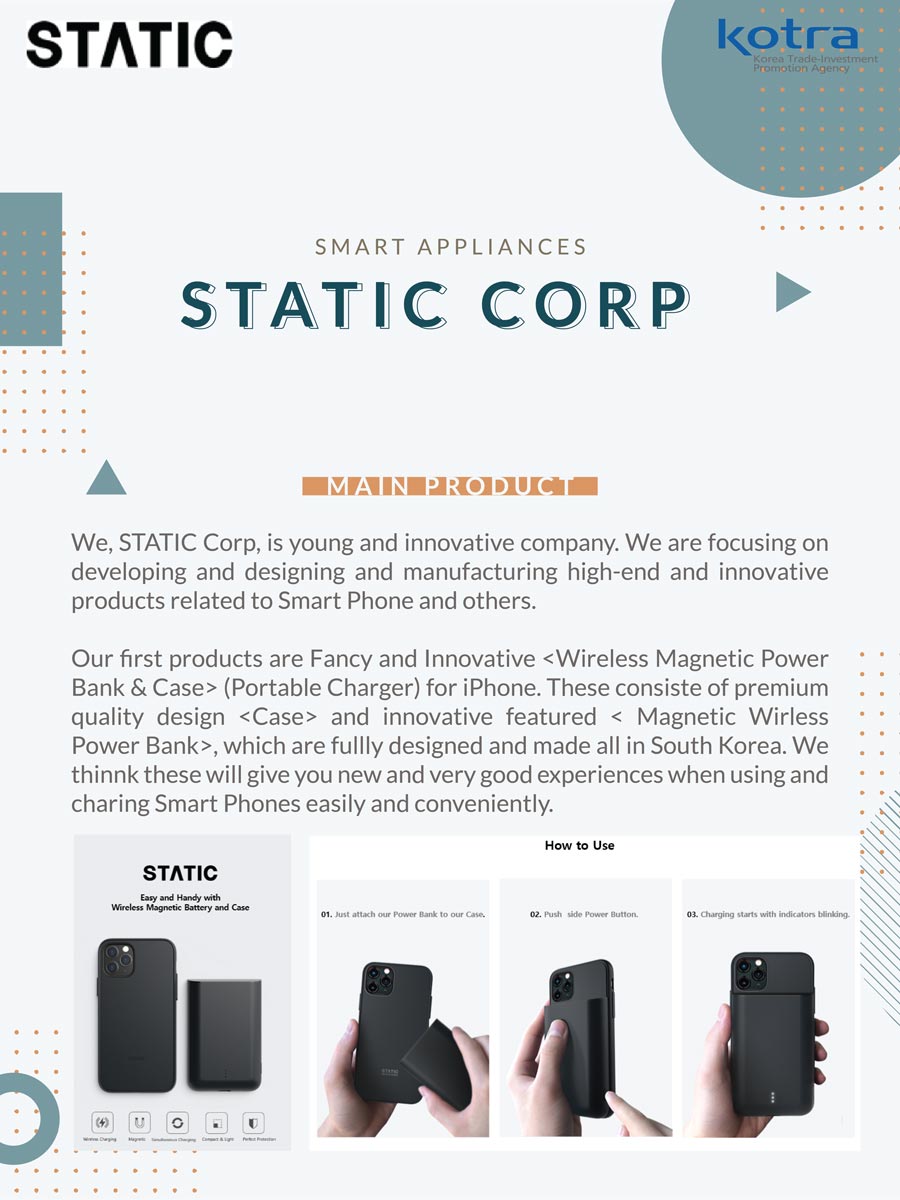 STATIC
kotra
Korea Trade-Investment
Promotion Agency
SMART APPLIANCES
STATIC CORP
MAIN PRODUCT
We, STATIC Corp, is young and innovative company. We are focusing on
developing and designing and manufacturing high-end and innovative
products related to Smart Phone and others.
Our first products are Fancy and Innovative <Wireless Magnetic Power
Bank & Case> (Portable Charger) for iPhone. These consiste of premium
quality design <Case> and innovative featured < Magnetic Wirless
Power Bank>, which are fullly designed and made all in South Korea. We
thinnk these will give you new and very good experiences when using and
charing Smart Phones easily and conveniently.
STATIC
Easy and Handy with
Wireless Magnetic Battery and Case
Wireless Charging
Magnetic
Simultaneous Charging
Compact & Light
Perfect Protection
How to Use
01. Just attach our Power Bank to our Case.
02. Push side Power Button.
03. Charging starts with indicators blinking.
STATIC